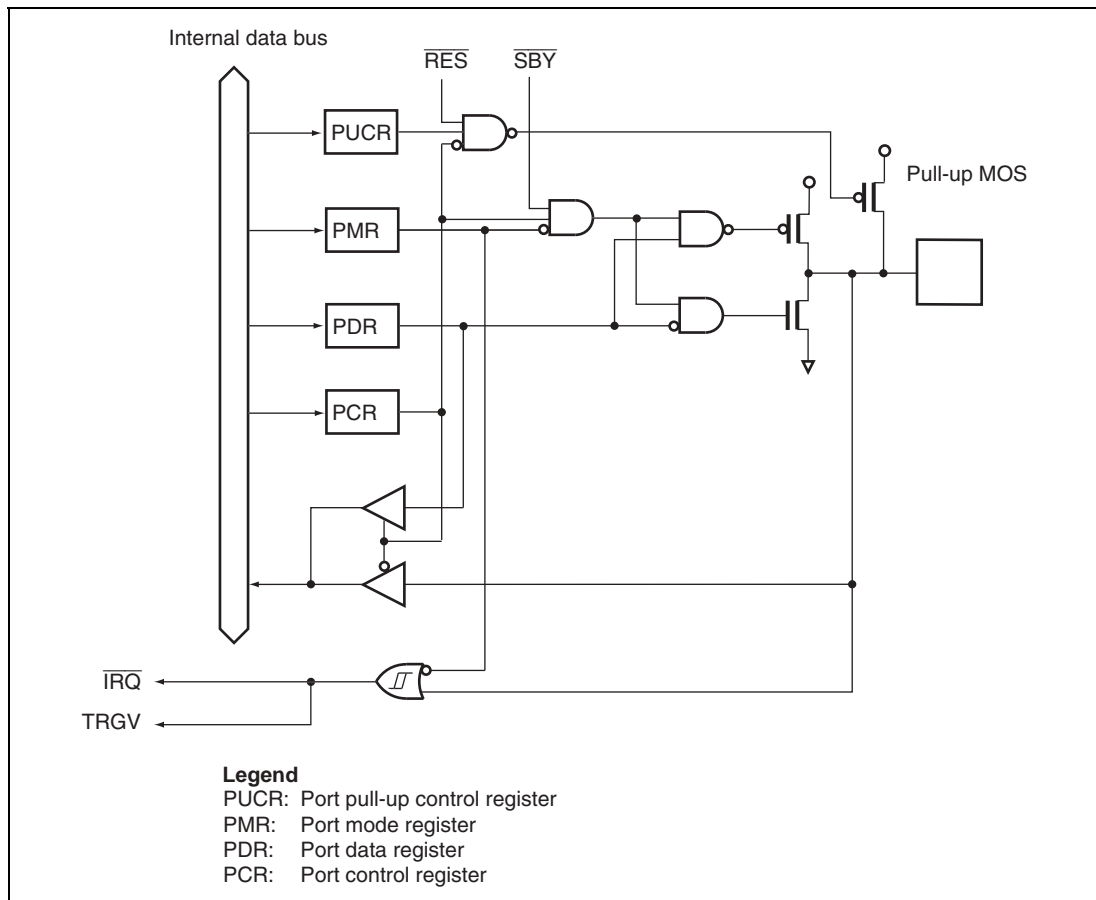 Internal data bus
RES
SBY
PUCR
Pull-up MOS
PMR
PDR
PCR
IRQ
TRGV
Legend
PUCR: Port pull-up control register
PMR: Port mode register
PDR: Port data register
PCR: Port control register